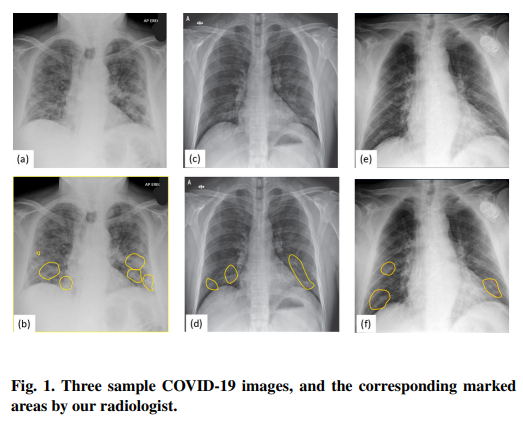 AP ERECT
A
(a)
(c)
(e)
AP ERECT
A
(b)
(d)
(f)
Fig. 1. Three sample COVID-19 images, and the corresponding marked
areas by our radiologist.